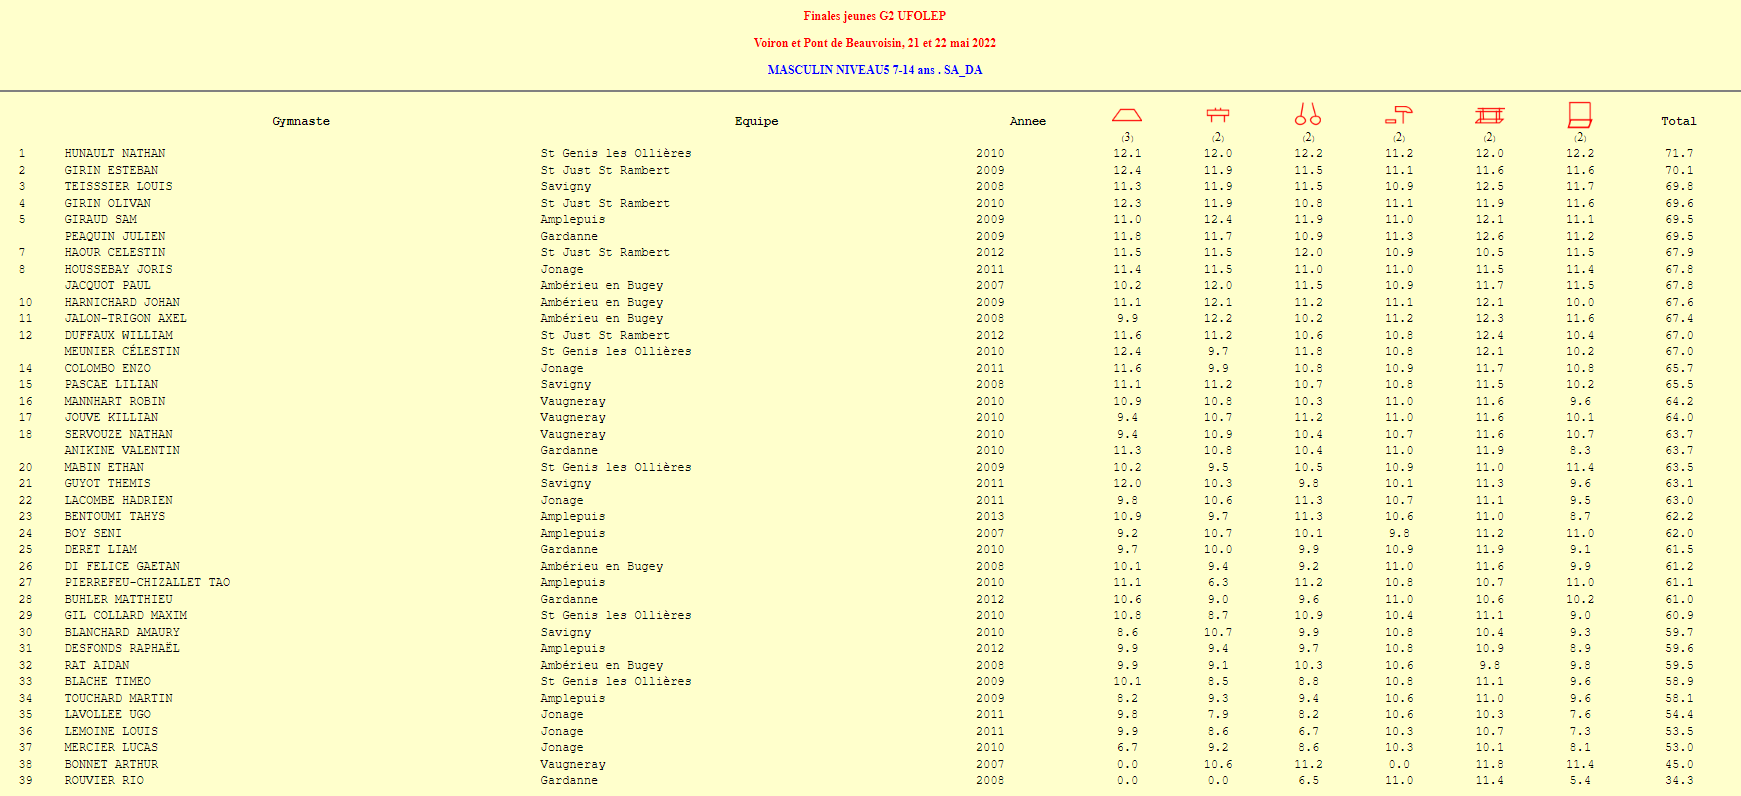 Finales jeunes G2 UFOLEP
Voiron et Pont de Beauvoisin, 21 et 22 mai 2022
MASCULIN NIVEAU5 7-14 ans . SA_DA
Gymnaste Equipe Annee Total
(3) (2) (2) (2) (2) (2)
1 HUNAULT NATHAN St Genis les Ollières 2010 12.1 12.0 12.2 11.2 12.0 12.2 71.7
2 GIRIN ESTEBAN St Just St Rambert 2009 12.4 11.9 11.5 11.1 11.6 11.6 70.1
3 TEISSSIER LOUIS Savigny 2008 11.3 11.9 11.5 10.9 12.5 11.7 69.8
4 GIRIN OLIVAN St Just St Rambert 2010 12.3 11.9 10.8 11.1 11.9 11.6 69.6
5 GIRAUD SAM Amplepuis 2009 11.0 12.4 11.9 11.0 12.1 11.1 69.5
PEAQUIN JULIEN Gardanne 2009 11.8 11.7 10.9 11.3 12.6 11.2 69.5
7 HAOUR CELESTIN St Just St Rambert 2012 11.5 11.5 12.0 10.9 10.5 11.5 67.9
8 HOUSSEBAY JORIS Jonage 2011 11.4 11.5 11.0 11.0 11.5 11.4 67.8
JACQUOT PAUL Ambérieu en Bugey 2007 10.2 12.0 11.5 10.9 11.7 11.5 67.8
10 HARNICHARD JOHAN Ambérieu en Bugey 2009 11.1 12.1 11.2 11.1 12.1 10.0 67.6
11 JALON-TRIGON AXEL Ambérieu en Bugey 2008 9.9 12.2 10.2 11.2 12.3 11.6 67.4
12 DUFFAUX WILLIAM St Just St Rambert 2012 11.6 11.2 10.6 10.8 12.4 10.4 67.0
MEUNIER CÉLESTIN St Genis les Ollières 2010 12.4 9.7 11.8 10.8 12.1 10.2 67.0
14 COLOMBO ENZO Jonage 2011 11.6 9.9 10.8 10.9 11.7 10.8 65.7
15 PASCAE LILIAN Savigny 2008 11.1 11.2 10.7 10.8 11.5 10.2 65.5
16 MANNHART ROBIN Vaugneray 2010 10.9 10.8 10.3 11.0 11.6 9.6 64.2
17 JOUVE KILLIAN Vaugneray 2010 9.4 10.7 11.2 11.0 11.6 10.1 64.0
18 SERVOUZE NATHAN Vaugneray 2010 9.4 10.9 10.4 10.7 11.6 10.7 63.7
ANIKINE VALENTIN Gardanne 2010 11.3 10.8 10.4 11.0 11.9 8.3 63.7
20 MABIN ETHAN St Genis les Ollières 2009 10.2 9.5 10.5 10.9 11.0 11.4 63.5
21 GUYOT THEMIS Savigny 2011 12.0 10.3 9.8 10.1 11.3 9.6 63.1
22 LACOMBE HADRIEN Jonage 2011 9.8 10.6 11.3 10.7 11.1 9.5 63.0
23 BENTOUMI TAHYS Amplepuis 2013 10.9 9.7 11.3 10.6 11.0 8.7 62.2
24 BOY SENI Amplepuis 2007 9.2 10.7 10.1 9.8 11.2 11.0 62.0
25 DERET LIAM Gardanne 2010 9.7 10.0 9.9 10.9 11.9 9.1 61.5
26 DI FELICE GAETAN Ambérieu en Bugey 2008 10.1 9.4 9.2 11.0 11.6 9.9 61.2
27 PIERREFEU-CHIZALLET TAO Amplepuis 2010 11.1 6.3 11.2 10.8 10.7 11.0 61.1
28 BUHLER MATTHIEU Gardanne 2012 10.6 9.0 9.6 11.0 10.6 10.2 61.0
29 GIL COLLARD MAXIM St Genis les Ollières 2010 10.8 8.7 10.9 10.4 11.1 9.0 60.9
30 BLANCHARD AMAURY Savigny 2010 8.6 10.7 9.9 10.8 10.4 9.3 59.7
31 DESFONDS RAPHAËL Amplepuis 2012 9.9 9.4 9.7 10.8 10.9 8.9 59.6
32 RAT AIDAN Ambérieu en Bugey 2008 9.9 9.1 10.3 10.6 9.8 9.8 59.5
33 BLACHE TIMEO St Genis les Ollières 2009 10.1 8.5 8.8 10.8 11.1 9.6 58.9
34 TOUCHARD MARTIN Amplepuis 2009 8.2 9.3 9.4 10.6 11.0 9.6 58.1
35 LAVOLLEE UGO Jonage 2011 9.8 7.9 8.2 10.6 10.3 7.6 54.4
36 LEMOINE LOUIS Jonage 2011 9.9 8.6 6.7 10.3 10.7 7.3 53.5
37 MERCIER LUCAS Jonage 2010 6.7 9.2 8.6 10.3 10.1 8.1 53.0
38 BONNET ARTHUR Vaugneray 2007 0.0 10.6 11.2 0.0 11.8 11.4 45.0
39 ROUVIER RIO Gardanne 2008 0.0 0.0 6.5 11.0 11.4 5.4 34.3